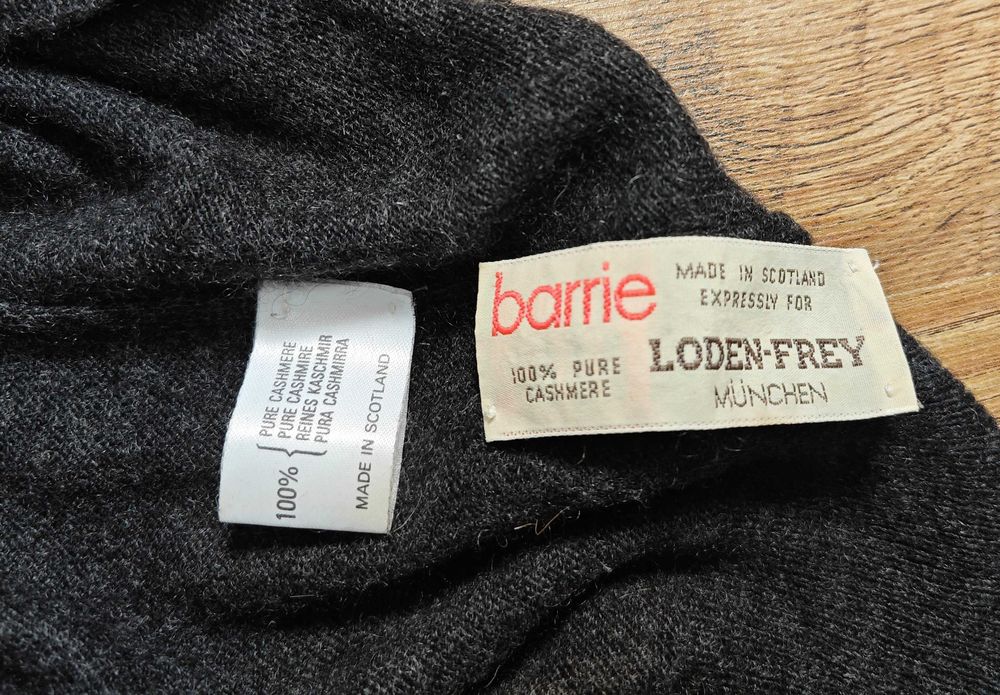 barrie
MADE IN SCOTLAND
EXPRESSLY FOR
LODEN-FREY
MÜNCHEN
100% PURE
CASHMERE
100% { PURE CASHMERE
PURE CASHMIRE
REINES KASCHMIR
PURA CASHMIRRA
MADE IN SCOTLAND